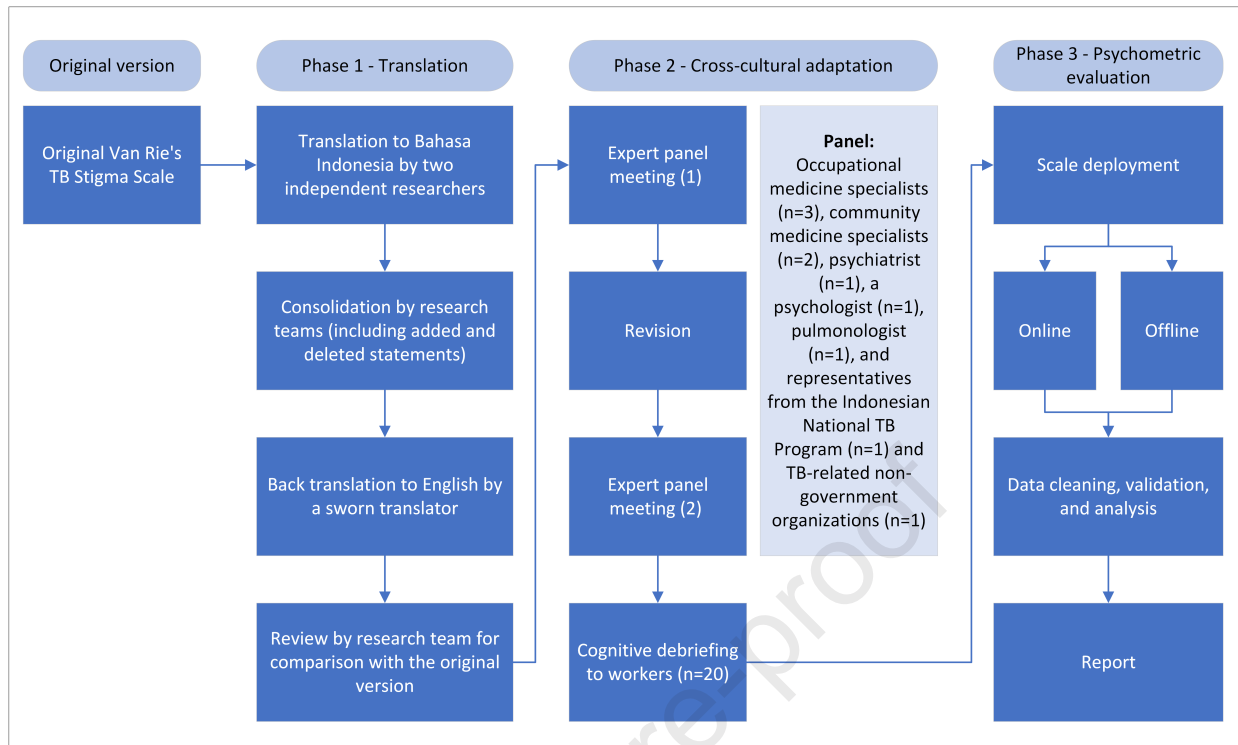 Original version
Original Van Rie's
TB Stigma Scale
Phase 1 - Translation
Translation to Bahasa
Indonesia by two
independent researchers
Consolidation by research
teams (including added and
deleted statements)
Back translation to English by
a sworn translator
Review by research team for
comparison with the original
version
Phase 2 - Cross-cultural adaptation
Expert panel
meeting (1)
Revision
Expert panel
meeting (2)
Cognitive debriefing
to workers (n=20)
Panel:
Occupational
medicine specialists
(n=3), community
medicine specialists
(n=2), psychiatrist
(n=1), a
psychologist (n=1),
pulmonologist
(n=1), and
representatives
from the Indonesian
National TB
Program (n=1) and
TB-related non-
government
organizations (n=1)
Phase 3 - Psychometric
evaluation
Scale deployment
Online
Offline
Data cleaning, validation,
and analysis
Report
re-proof